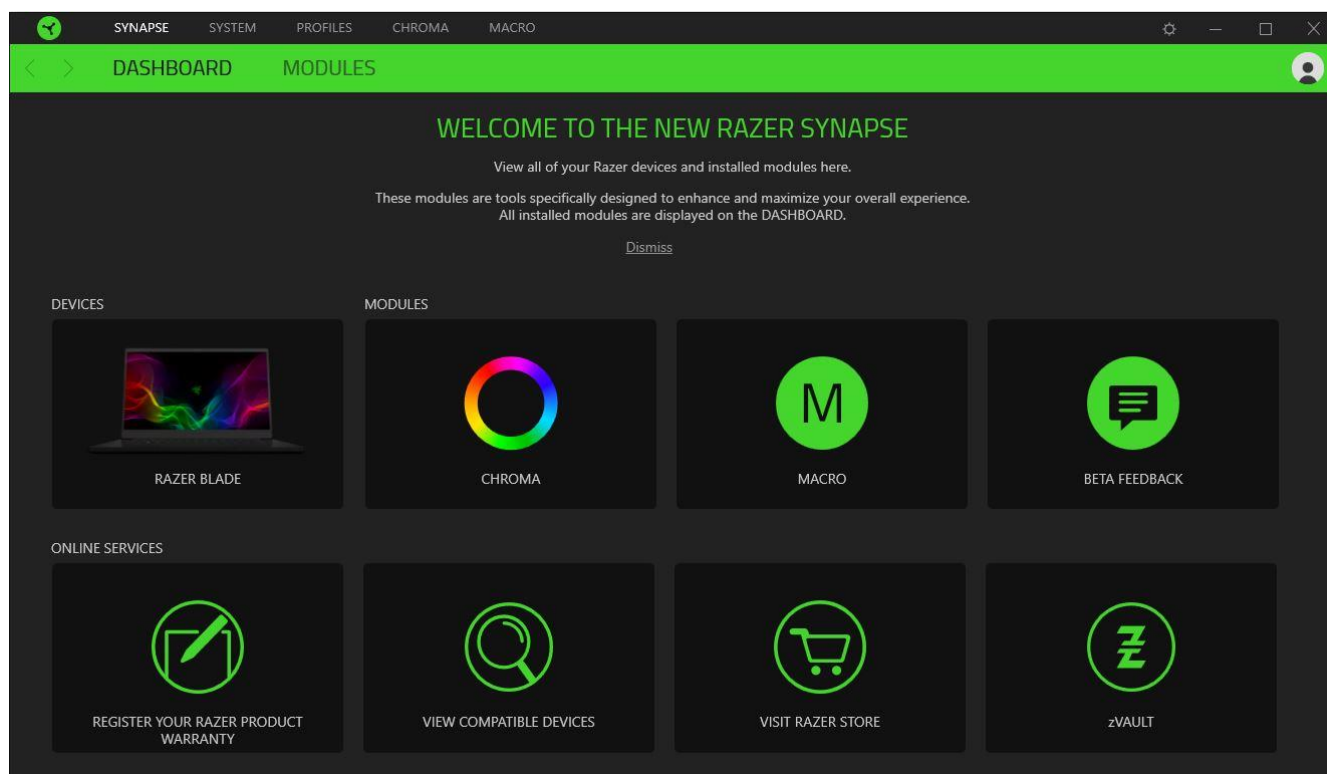 SYNAPSE SYSTEM PROFILES CHROMA MACRO
DASHBOARD MODULES
WELCOME TO THE NEW RAZER SYNAPSE
View all of your Razer devices and installed modules here.
These modules are tools specifically designed to enhance and maximize your overall experience.
All installed modules are displayed on the DASHBOARD.
Dismiss
DEVICES MODULES
M
RAZER BLADE CHROMA MACRO BETA FEEDBACK
ONLINE SERVICES
REGISTER YOUR RAZER PRODUCT
WARRANTY
VIEW COMPATIBLE DEVICES VISIT RAZER STORE zVAULT